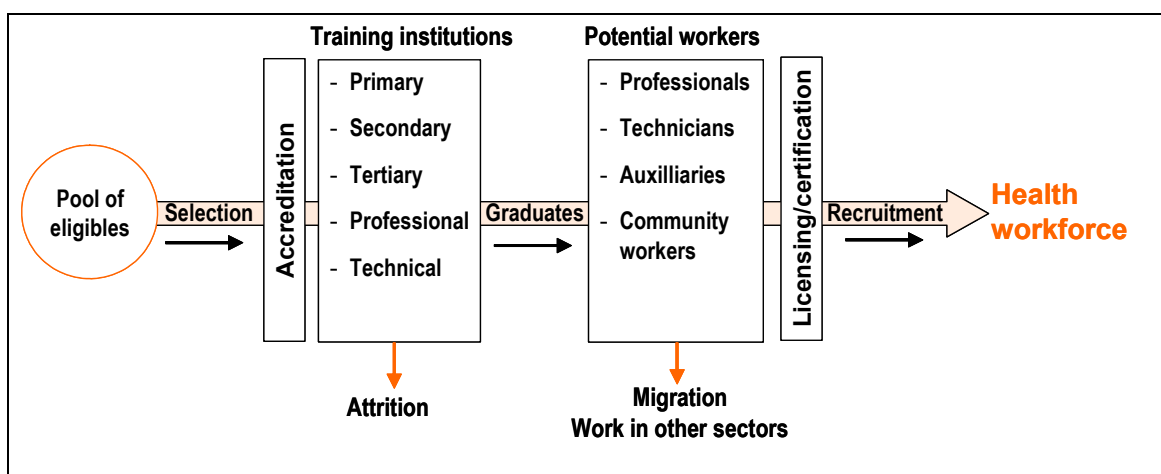 Training institutions
Potential workers
Pool of
eligibles
Selection
Accreditation
- Primary
- Secondary
- Tertiary
- Professional
- Technical
Graduates
- Professionals
- Technicians
- Auxilliaries
- Community
workers
Licensing/certification
Recruitment
Health
workforce
Attrition
Migration
Work in other sectors